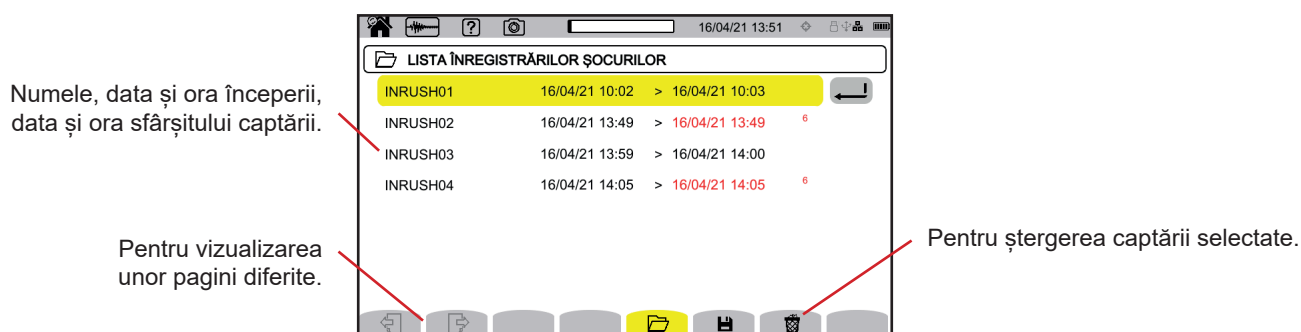 16/04/21 13:51
LISTA ÎNREGISTRĂRILOR ȘOCURILOR
INRUSH01 16/04/21 10:02 > 16/04/21 10:03
INRUSH02 16/04/21 13:49 > 16/04/21 13:49 6
INRUSH03 16/04/21 13:59 > 16/04/21 14:00
INRUSH04 16/04/21 14:05 > 16/04/21 14:05 6
Numele, data și ora începerii,
data și ora sfârșitului captării.
Pentru vizualizarea
unor pagini diferite.
Pentru ștergerea captării selectate.